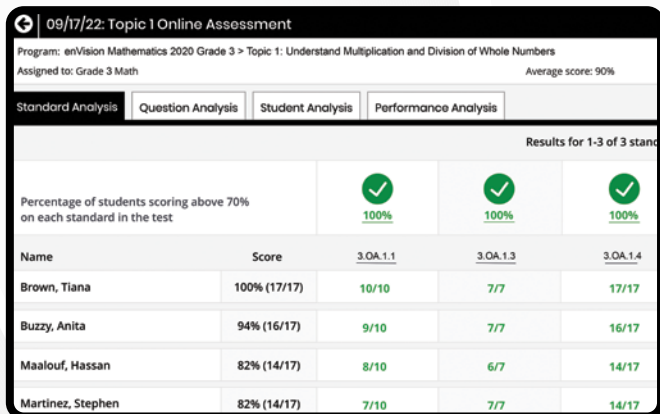 09/17/22: Topic 1 Online Assessment
Program: enVision Mathematics 2020 Grade 3 > Topic 1: Understand Multiplication and Division of Whole Numbers
Assigned to: Grade 3 Math Average score: 90%
Standard Analysis Question Analysis Student Analysis Performance Analysis
Results for 1-3 of 3 stand
Percentage of students scoring above 70%
on each standard in the test
100% 100% 100%
Name Score 3.OA.1.1 3.OA.1.3 3.OA.1.4
Brown, Tiana 100% (17/17) 10/10 7/7 17/17
Buzzy, Anita 94% (16/17) 9/10 7/7 16/17
Maalouf, Hassan 82% (14/17) 8/10 6/7 14/17
Martinez, Stephen 82% (14/17) 7/10 7/7 14/17